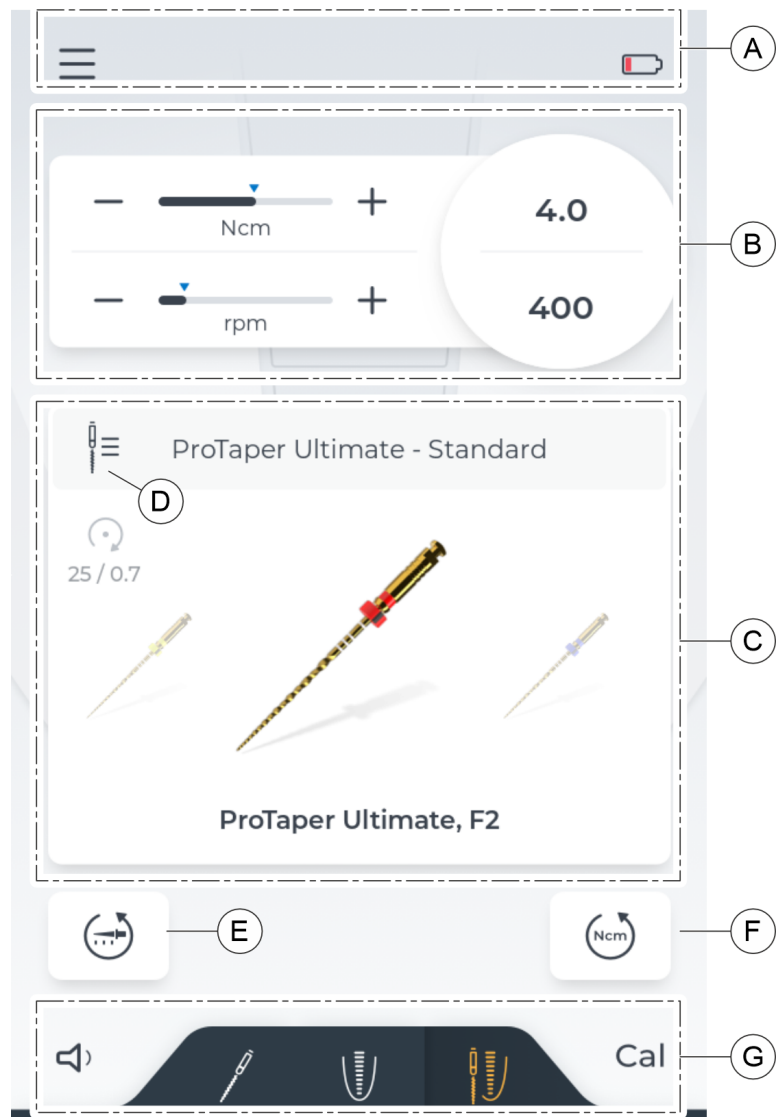 A
Ncm
4.0
B
rpm
400
ProTaper Ultimate - Standard
D
25 / 0.7
C
ProTaper Ultimate, F2
E
Ncm
F
Cal
G